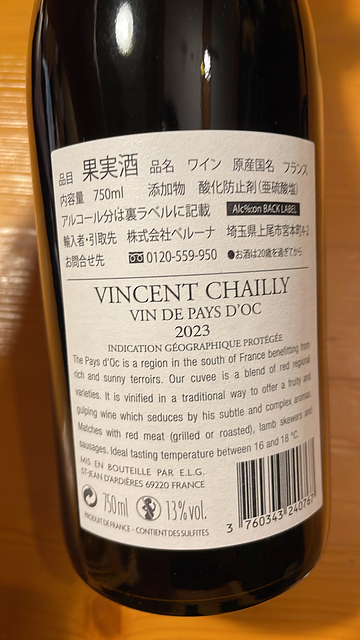 品目 果実酒 品名 ワイン 原産国名 フランス
内容量 750ml 添加物 酸化防止剤(亜硫酸塩)
アルコール分は裏ラベルに記載 Alc%:on BACK LABEL
輸入者・引取先 株式会社ベルーナ 埼玉県上尾市宮本町4-2
お問合せ先 0120-559-950 ●お酒は20歳を過ぎてから
VINCENT CHAILLY
VIN DE PAYS D'OC
2023
INDICATION GÉOGRAPHIQUE PROTÉGÉE
The Pays d'Oc is a region in the south of France benefitting from
rich and sunny terroirs. Our cuvee is a blend of red regional
varieties. It is vinified in a traditional way to offer a fruity and
gulping wine which seduces by his subtle and complex aromas.
Matches with red meat (grilled or roasted), lamb skewers and
sausages. Ideal tasting temperature between 16 and 18 °C.
MIS EN BOUTEILLE PAR E.L.G.
ST-JEAN D'ARDIÈRES 69220 FRANCE
750ml 13% vol.
PRODUIT DE FRANCE - CONTIENT DES SULFITES
3 760343 240767